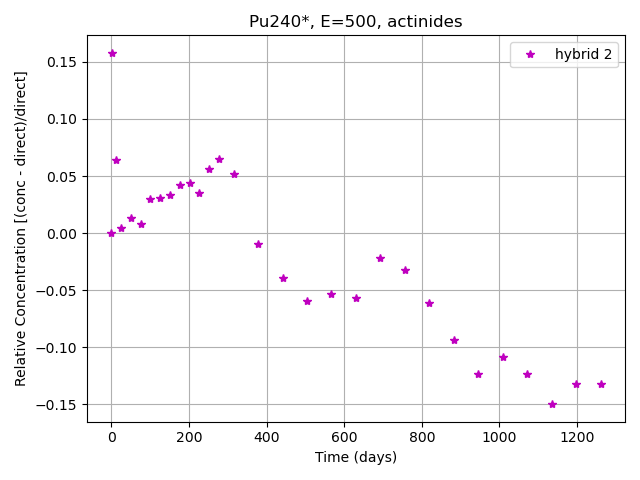 Pu240*, E=500, actinides
hybrid 2
Relative Concentration [(conc - direct)/direct]
0.15
0.10
0.05
0.00
−0.05
−0.10
−0.15
0 200 400 600 800 1000 1200
Time (days)